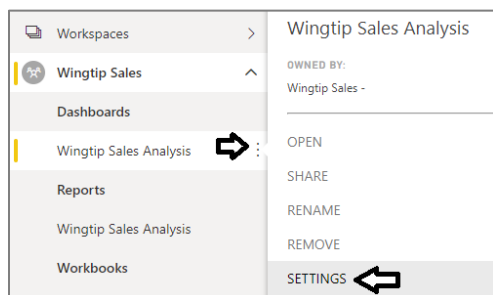 Workspaces
Wingtip Sales
Dashboards
Wingtip Sales Analysis
Reports
Wingtip Sales Analysis
Workbooks
Wingtip Sales Analysis
OWNED BY:
Wingtip Sales -
OPEN
SHARE
RENAME
REMOVE
SETTINGS